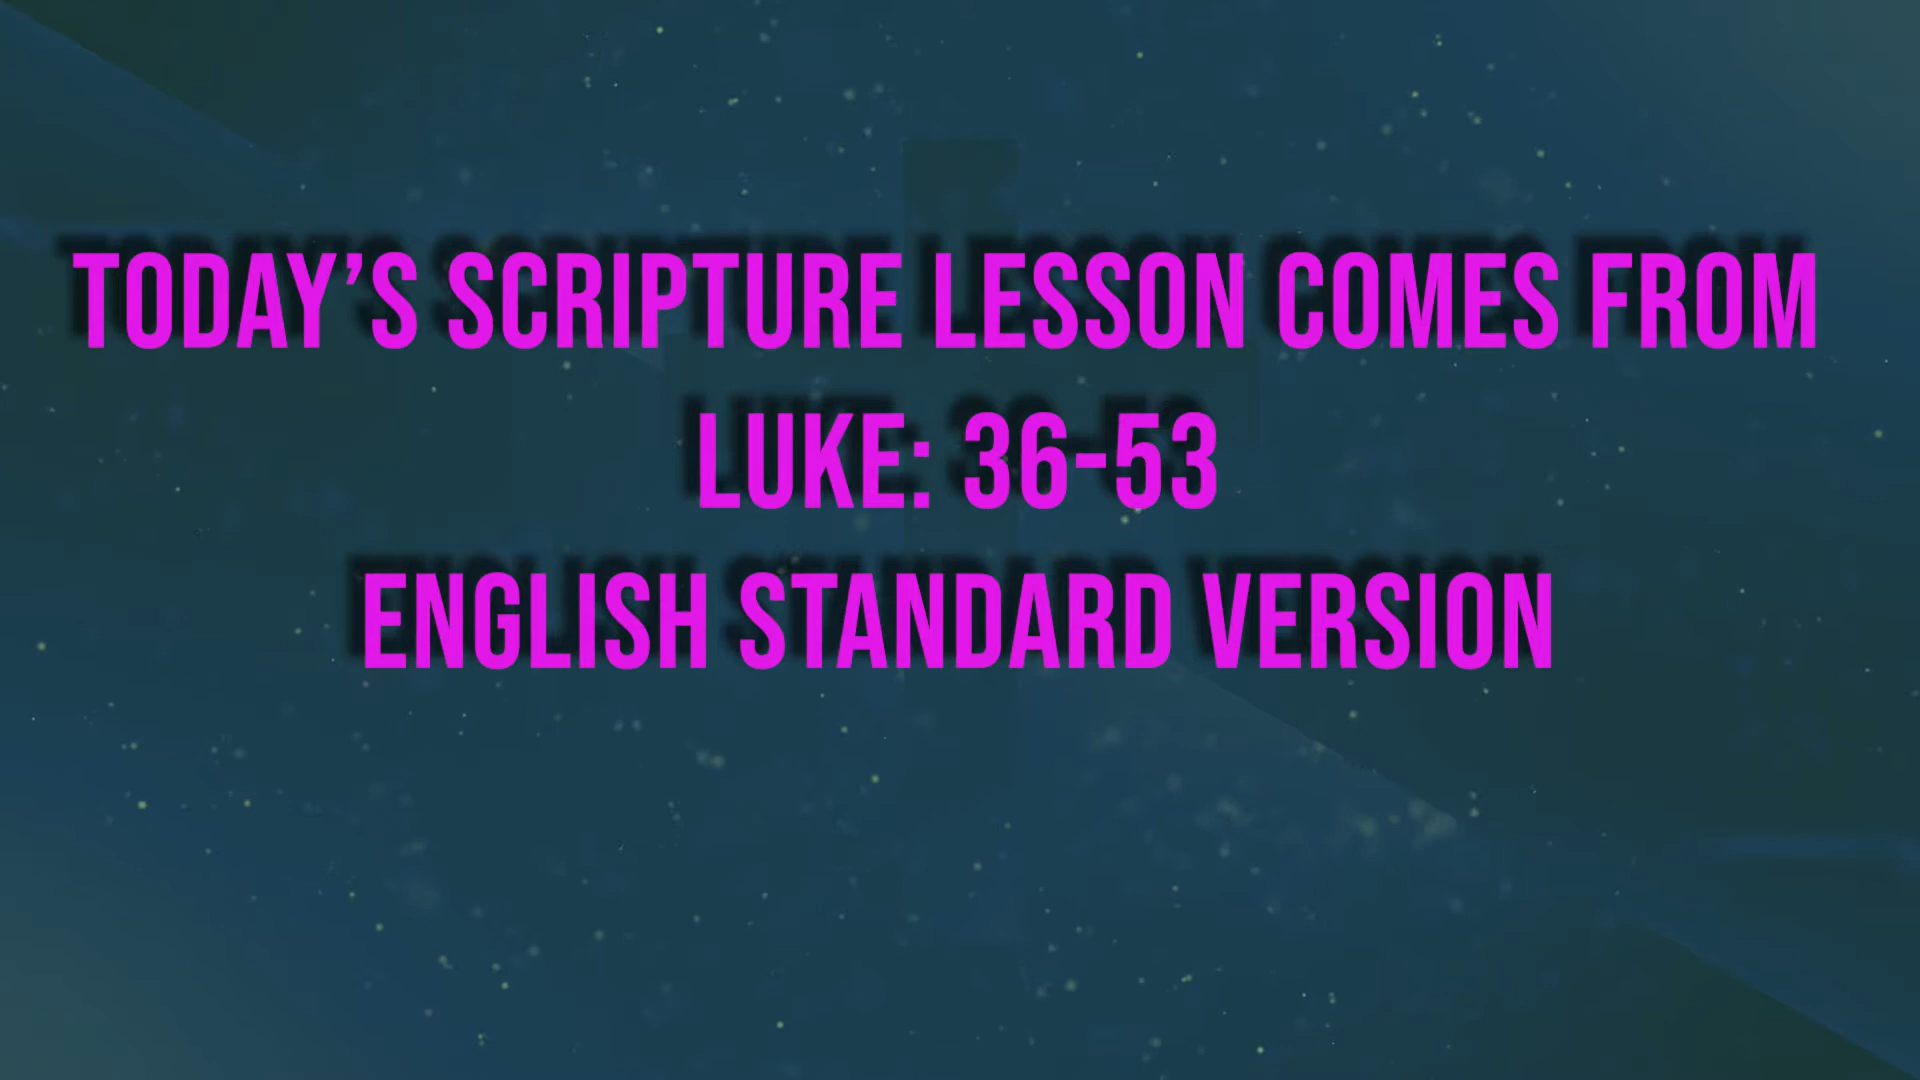 TODAY’S SCRIPTURE LESSON COMES FROM
LUKE: 36-53
ENGLISH STANDARD VERSION